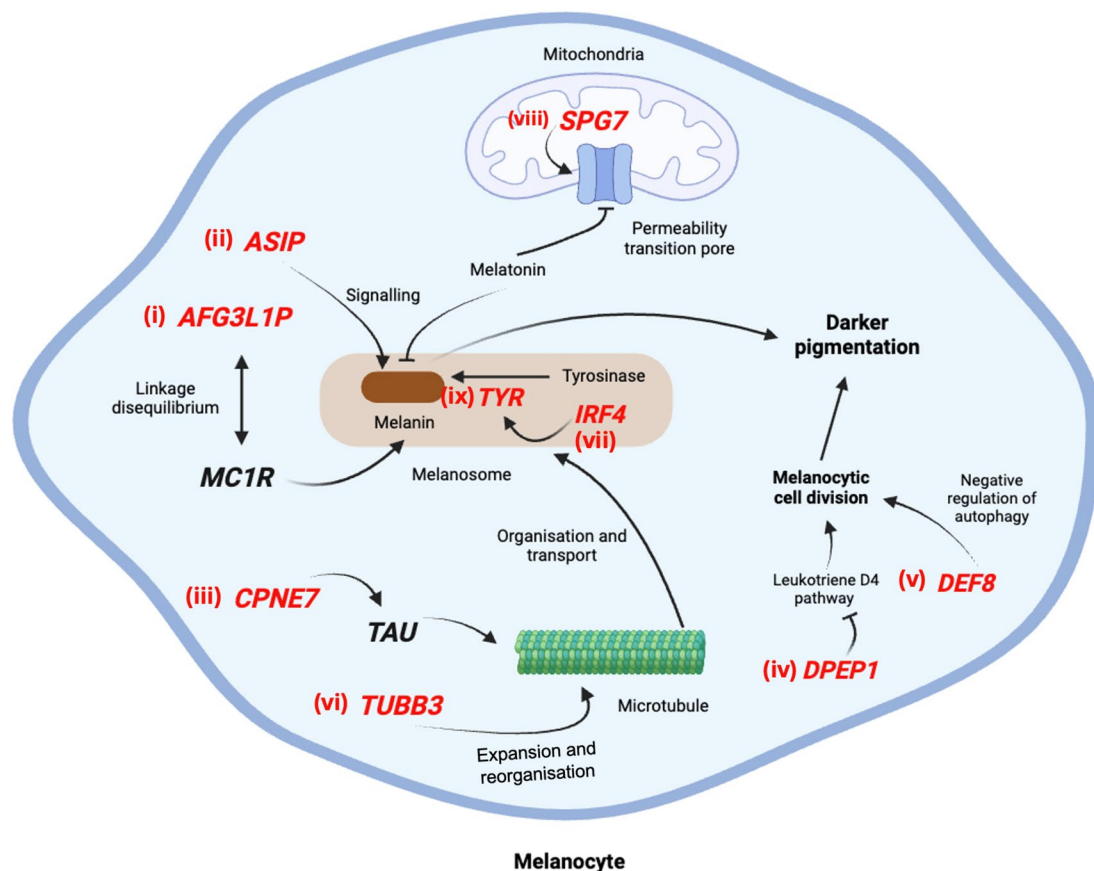 Mitochondria
(viii) SPG7
Permeability
transition pore
(ii) ASIP
Melatonin
Signalling
(i) AFG3L1P
Darker
pigmentation
Linkage
disequilibrium
Tyrosinase
(ix) TYR
IRF4
(vii)
Melanin
MC1R
Melanosome
Melanocytic
cell division
Negative
regulation of
autophagy
Organisation and
transport
Leukotriene D4
pathway
(v) DEF8
(iii) CPNE7
TAU
(iv) DPEP1
(vi) TUBB3
Microtubule
Expansion and
reorganisation
Melanocyte